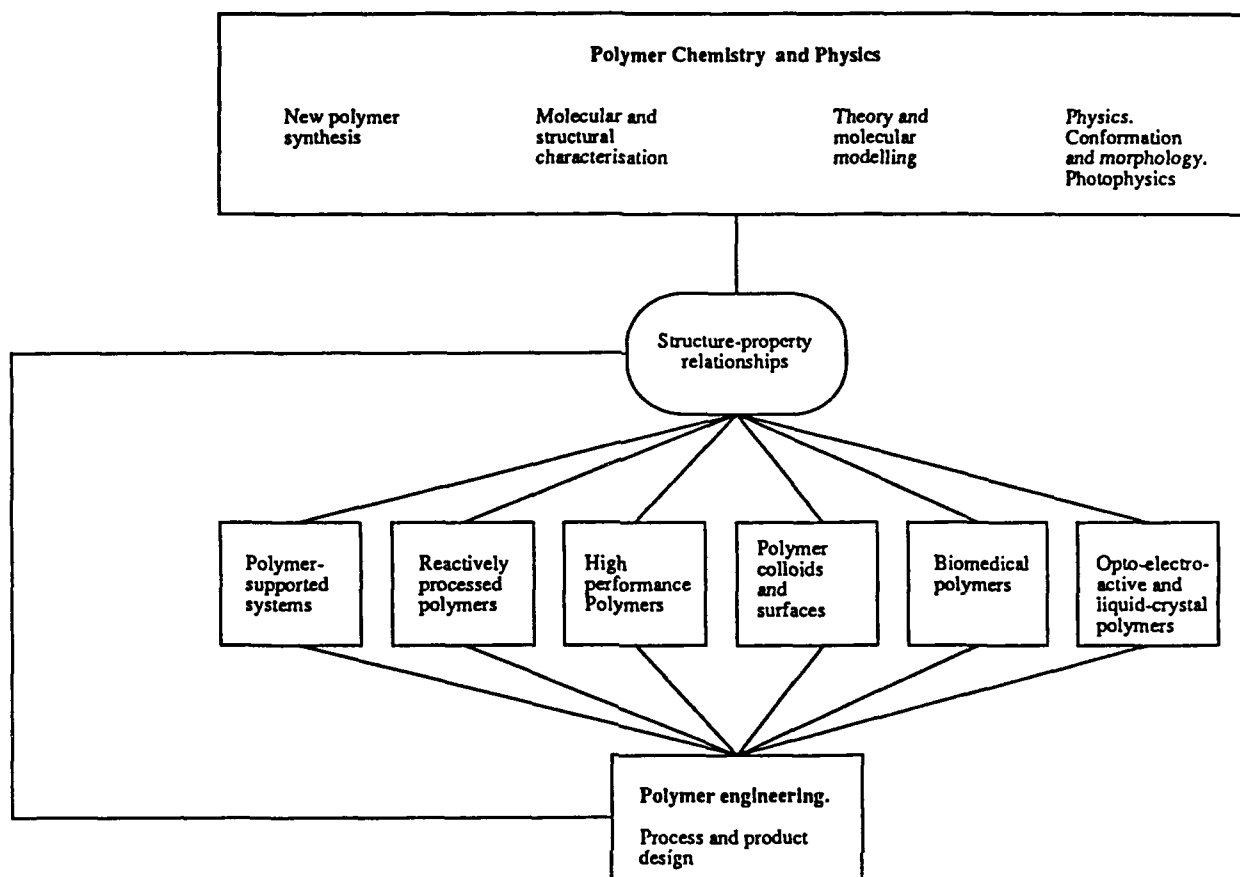 Polymer Chemistry and Physics
New polymer
synthesis
Molecular and
structural
characterisation
Theory and
molecular
modelling
Physics.
Conformation
and morphology.
Photophysics
Structure-property
relationships
Polymer-
supported
systems
Reactively
processed
polymers
High
performance
Polymers
Polymer
colloids
and
surfaces
Biomedical
polymers
Opto-electro-
active and
liquid-crystal
polymers
Polymer engineering.
Process and product
design